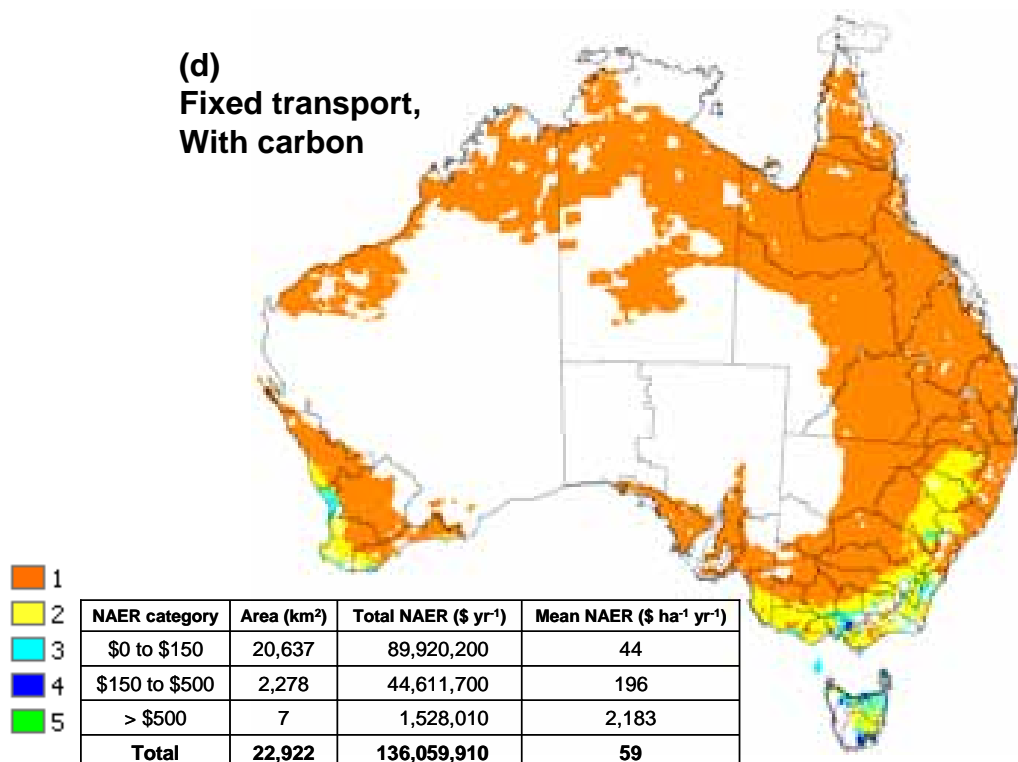 (d)
Fixed transport,
With carbon
1
2
3
4
5
NAER category Area (km²) Total NAER ($ yr⁻¹) Mean NAER ($ ha⁻¹ yr⁻¹)
$0 to $150 20,637 89,920,200 44
$150 to $500 2,278 44,611,700 196
> $500 7 1,528,010 2,183
Total 22,922 136,059,910 59